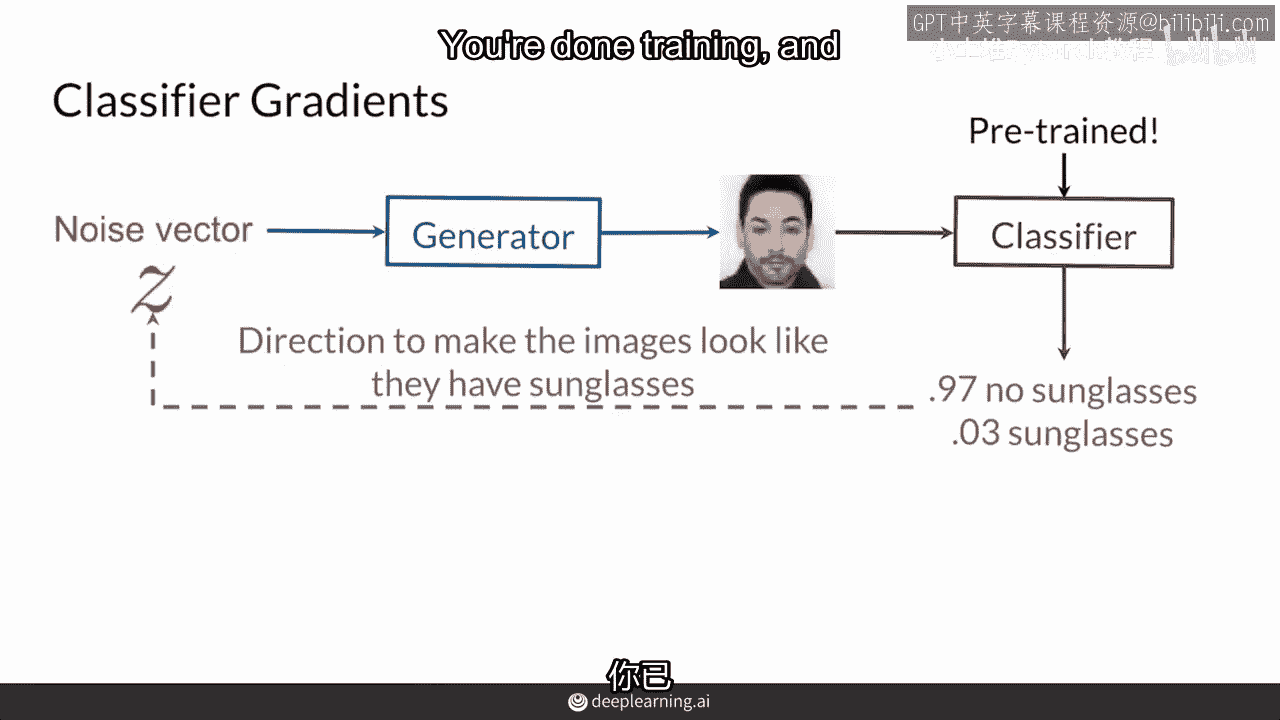 GPT中英字幕课程资源@bilibili.com
You're done training, and
Classifier Gradients
Pre-trained!
Noise vector
z
Generator
Classifier
Direction to make the images look like
they have sunglasses
.97 no sunglasses
.03 sunglasses
你已
deeplearning.ai